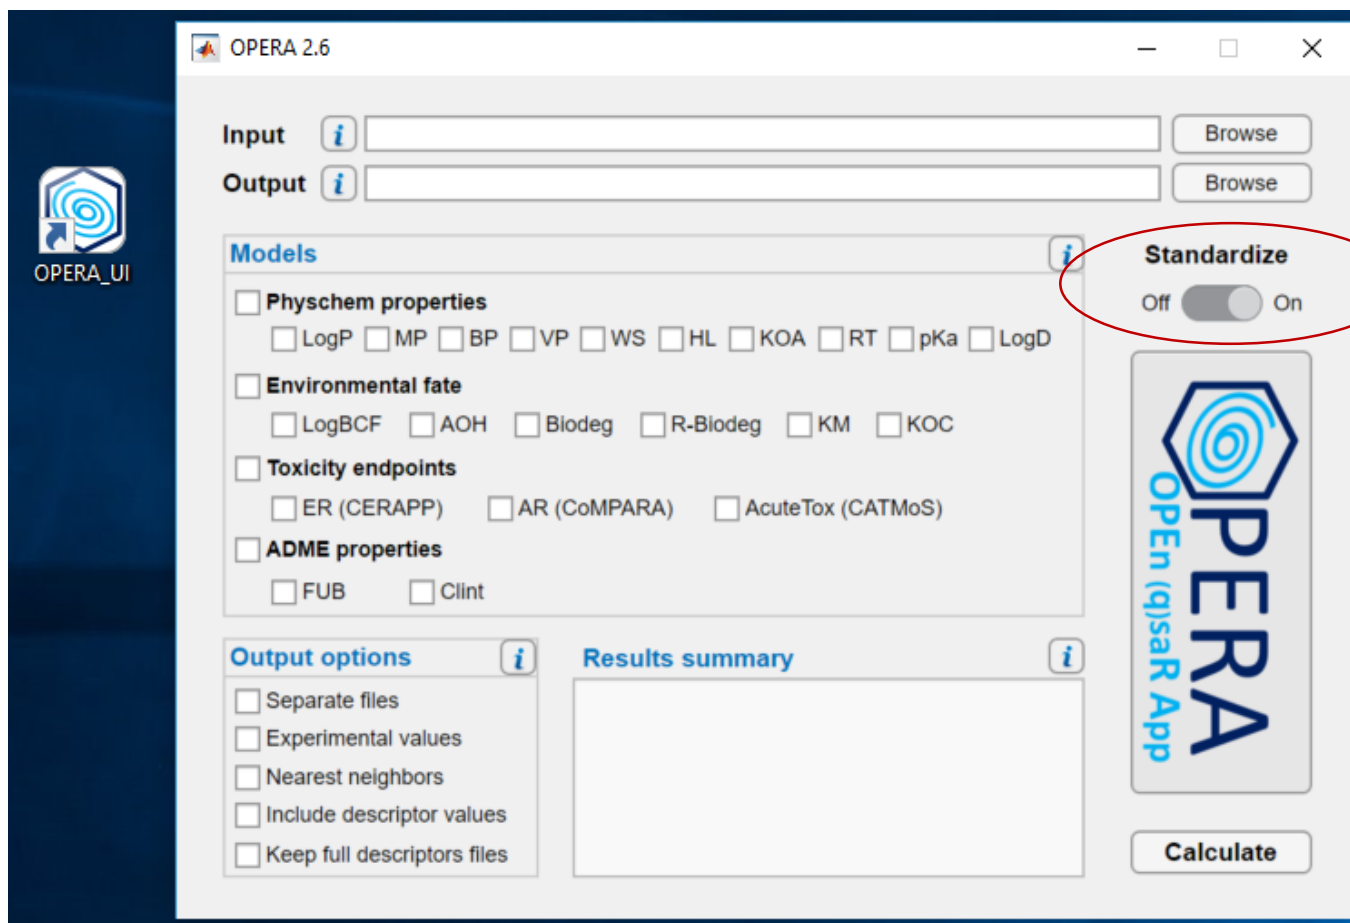 OPERA 2.6
Input i Browse
Output i Browse
OPERA_UI
Models i
Physchem properties
LogP MP BP VP WS HL KOA RT pKa LogD
Environmental fate
LogBCF AOH Biodeg R-Biodeg KM KOC
Toxicity endpoints
ER (CERAPP) AR (CoMPARA) AcuteTox (CATMoS)
ADME properties
FUB Clint
Standardize
Off On
OPERA
OPEn (q)saR App
Output options i
Separate files
Experimental values
Nearest neighbors
Include descriptor values
Keep full descriptors files
Results summary i
Calculate